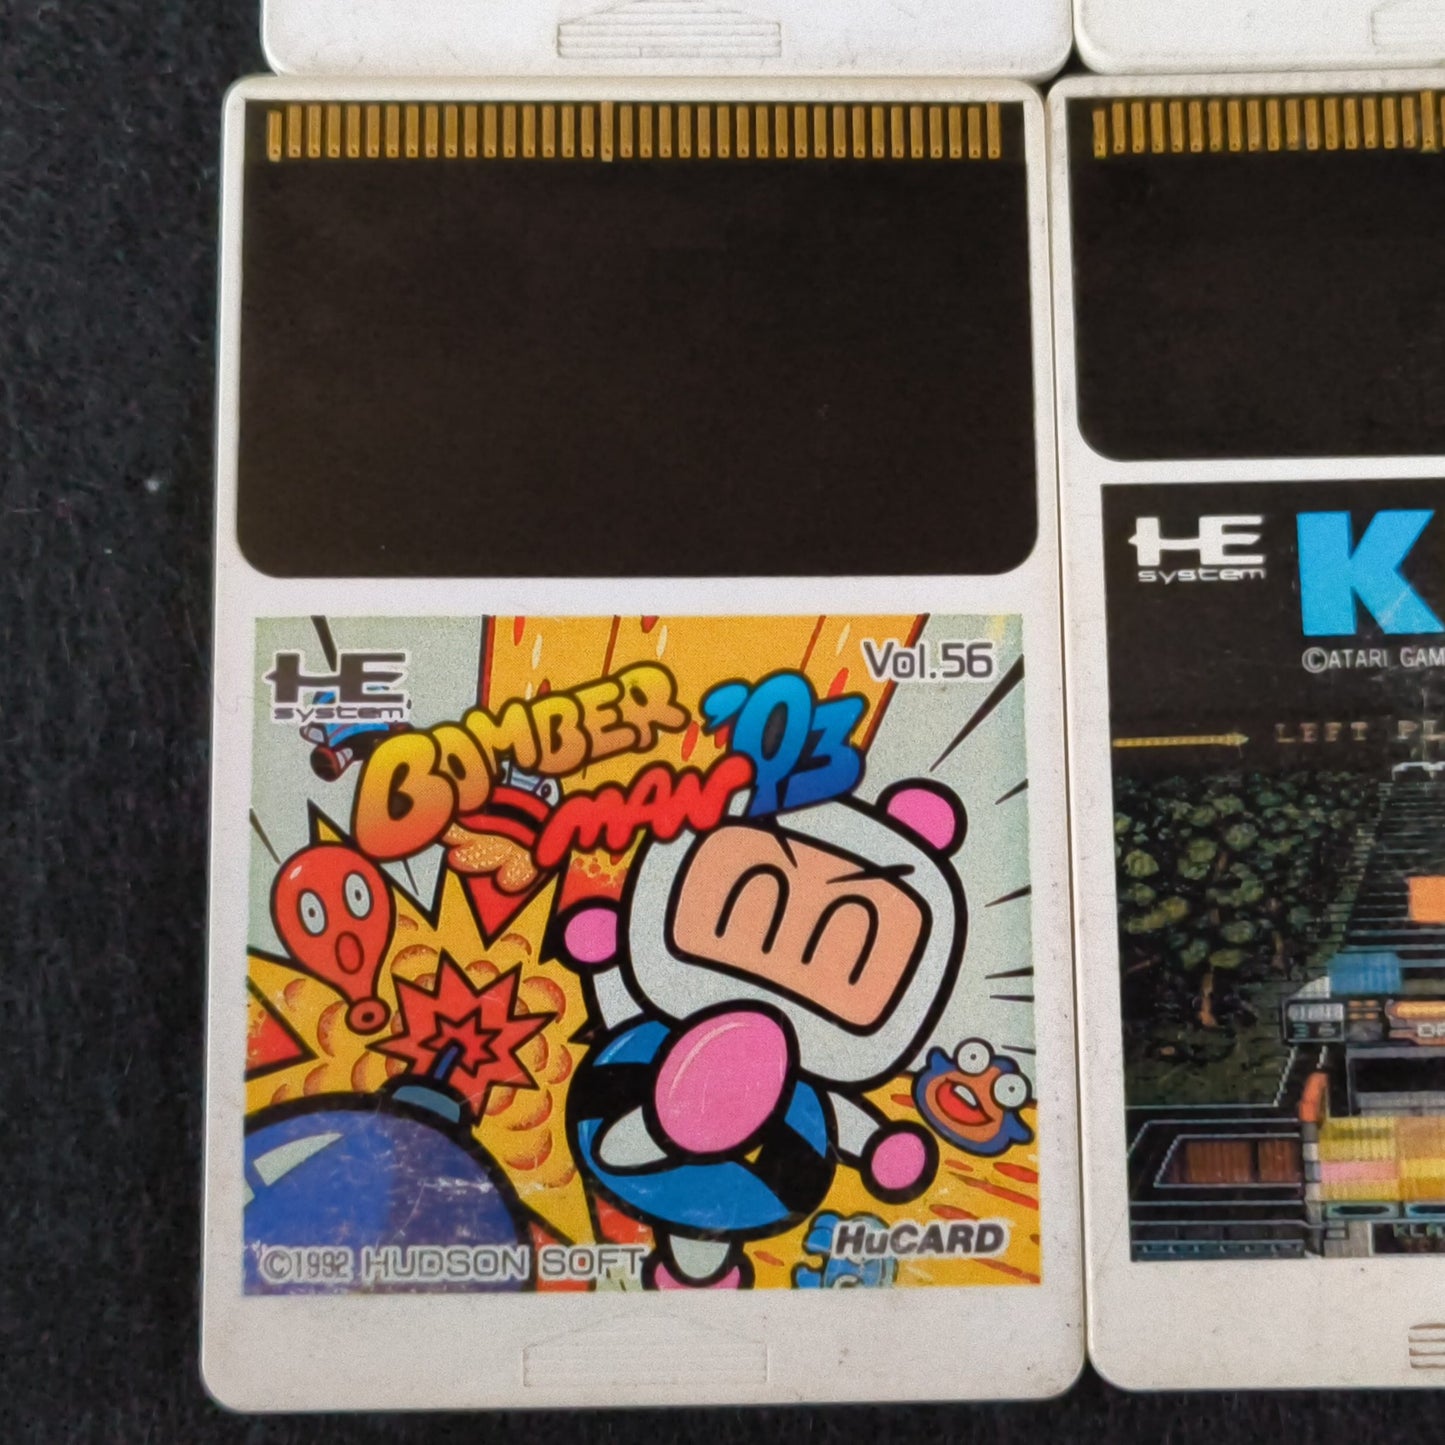 HE
system
Vol.56
BOMBER
MAN '93
©1992 HUDSON SOFT
HuCARD
HE
system
K
©ATARI GAM
LEFT PL